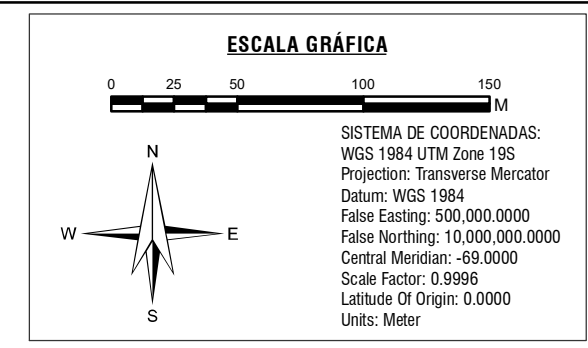 ESCALA GRÁFICA
0 25 50 100 150
M
SISTEMA DE COORDENADAS:
WGS 1984 UTM Zone 19S
Projection: Transverse Mercator
Datum: WGS 1984
False Easting: 500,000.0000
False Northing: 10,000,000.0000
Central Meridian: -69.0000
Scale Factor: 0.9996
Latitude Of Origin: 0.0000
Units: Meter
N
W E
S